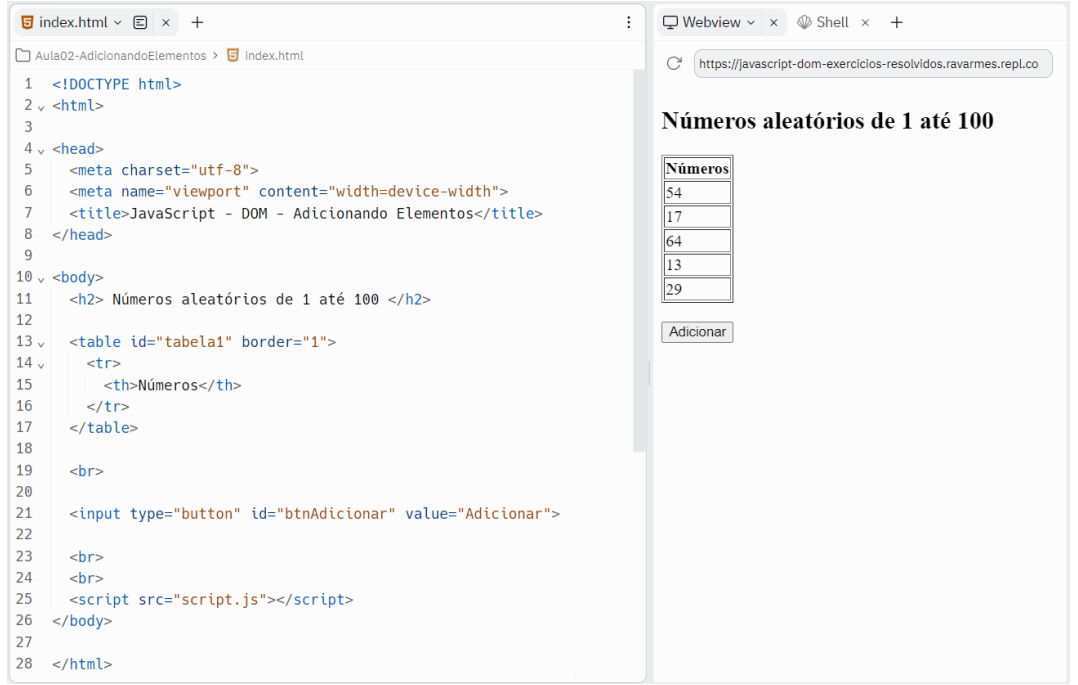 index.html
Aula02-AdicionandoElementos > index.html
1 <!DOCTYPE html>
2 <html>
3
4 <head>
5   <meta charset="utf-8">
6   <meta name="viewport" content="width=device-width">
7   <title>JavaScript - DOM - Adicionando Elementos</title>
8 </head>
9
10 <body>
11   <h2> Números aleatórios de 1 até 100 </h2>
12
13   <table id="tabela1" border="1">
14     <tr>
15       <th>Números</th>
16     </tr>
17   </table>
18
19   <br>
20
21   <input type="button" id="btnAdicionar" value="Adicionar">
22
23   <br>
24   <br>
25   <script src="script.js"></script>
26 </body>
27
28 </html>
Webview Shell
https://javascript-dom-exercicios-resolvidos.ravarmes.repl.co
Números aleatórios de 1 até 100
Números
54
17
64
13
29
Adicionar